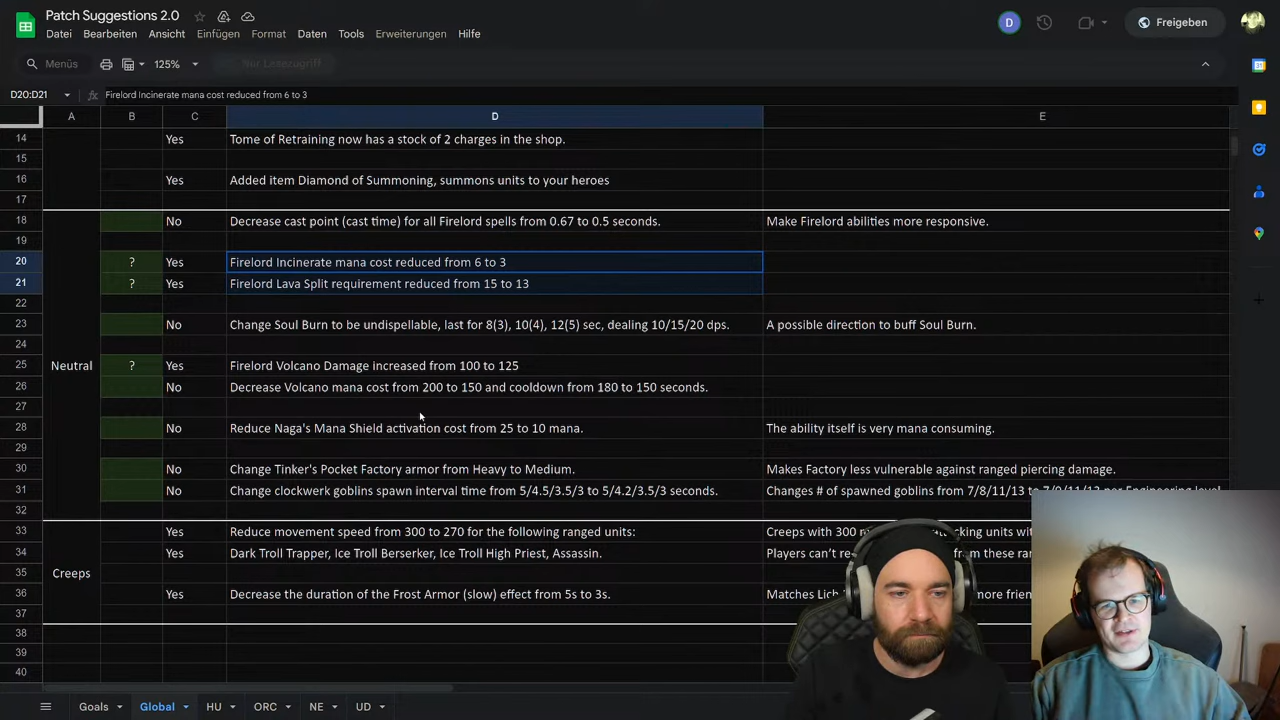 Patch Suggestions 2.0
D
Freigeben
Datei Bearbeiten Ansicht Einfügen Format Daten Tools Erweiterungen Hilfe
Menüs 125% Nur Lesezugriff
D20:D21 fx Firelord Incinerate mana cost reduced from 6 to 3
A B C D E
14 Yes Tome of Retraining now has a stock of 2 charges in the shop.
15
16 Yes Added item Diamond of Summoning, summons units to your heroes
17
18 No Decrease cast point (cast time) for all Firelord spells from 0.67 to 0.5 seconds. Make Firelord abilities more responsive.
19
20 ? Yes Firelord Incinerate mana cost reduced from 6 to 3
21 ? Yes Firelord Lava Split requirement reduced from 15 to 13
22
23 No Change Soul Burn to be undispellable, last for 8(3), 10(4), 12(5) sec, dealing 10/15/20 dps. A possible direction to buff Soul Burn.
24
25 Neutral ? Yes Firelord Volcano Damage increased from 100 to 125
26 No Decrease Volcano mana cost from 200 to 150 and cooldown from 180 to 150 seconds.
27
28 No Reduce Naga's Mana Shield activation cost from 25 to 10 mana. The ability itself is very mana consuming.
29
30 No Change Tinker's Pocket Factory armor from Heavy to Medium. Makes Factory less vulnerable against ranged piercing damage.
31 No Change clockwerk goblins spawn interval time from 5/4.5/3.5/3 to 5/4.2/3.5/3 seconds. Changes # of spawned goblins from 7/8/11/13 to 7/9/11/13 per Engineering level
32
33 Yes Reduce movement speed from 300 to 270 for the following ranged units: Creeps with 300
34 Yes Dark Troll Trapper, Ice Troll Berserker, Ice Troll High Priest, Assassin. Players can't from these
35 Creeps
36 Yes Decrease the duration of the Frost Armor (slow) effect from 5s to 3s. Matches Lich more
37
38
39
40
Goals Global HU ORC NE UD